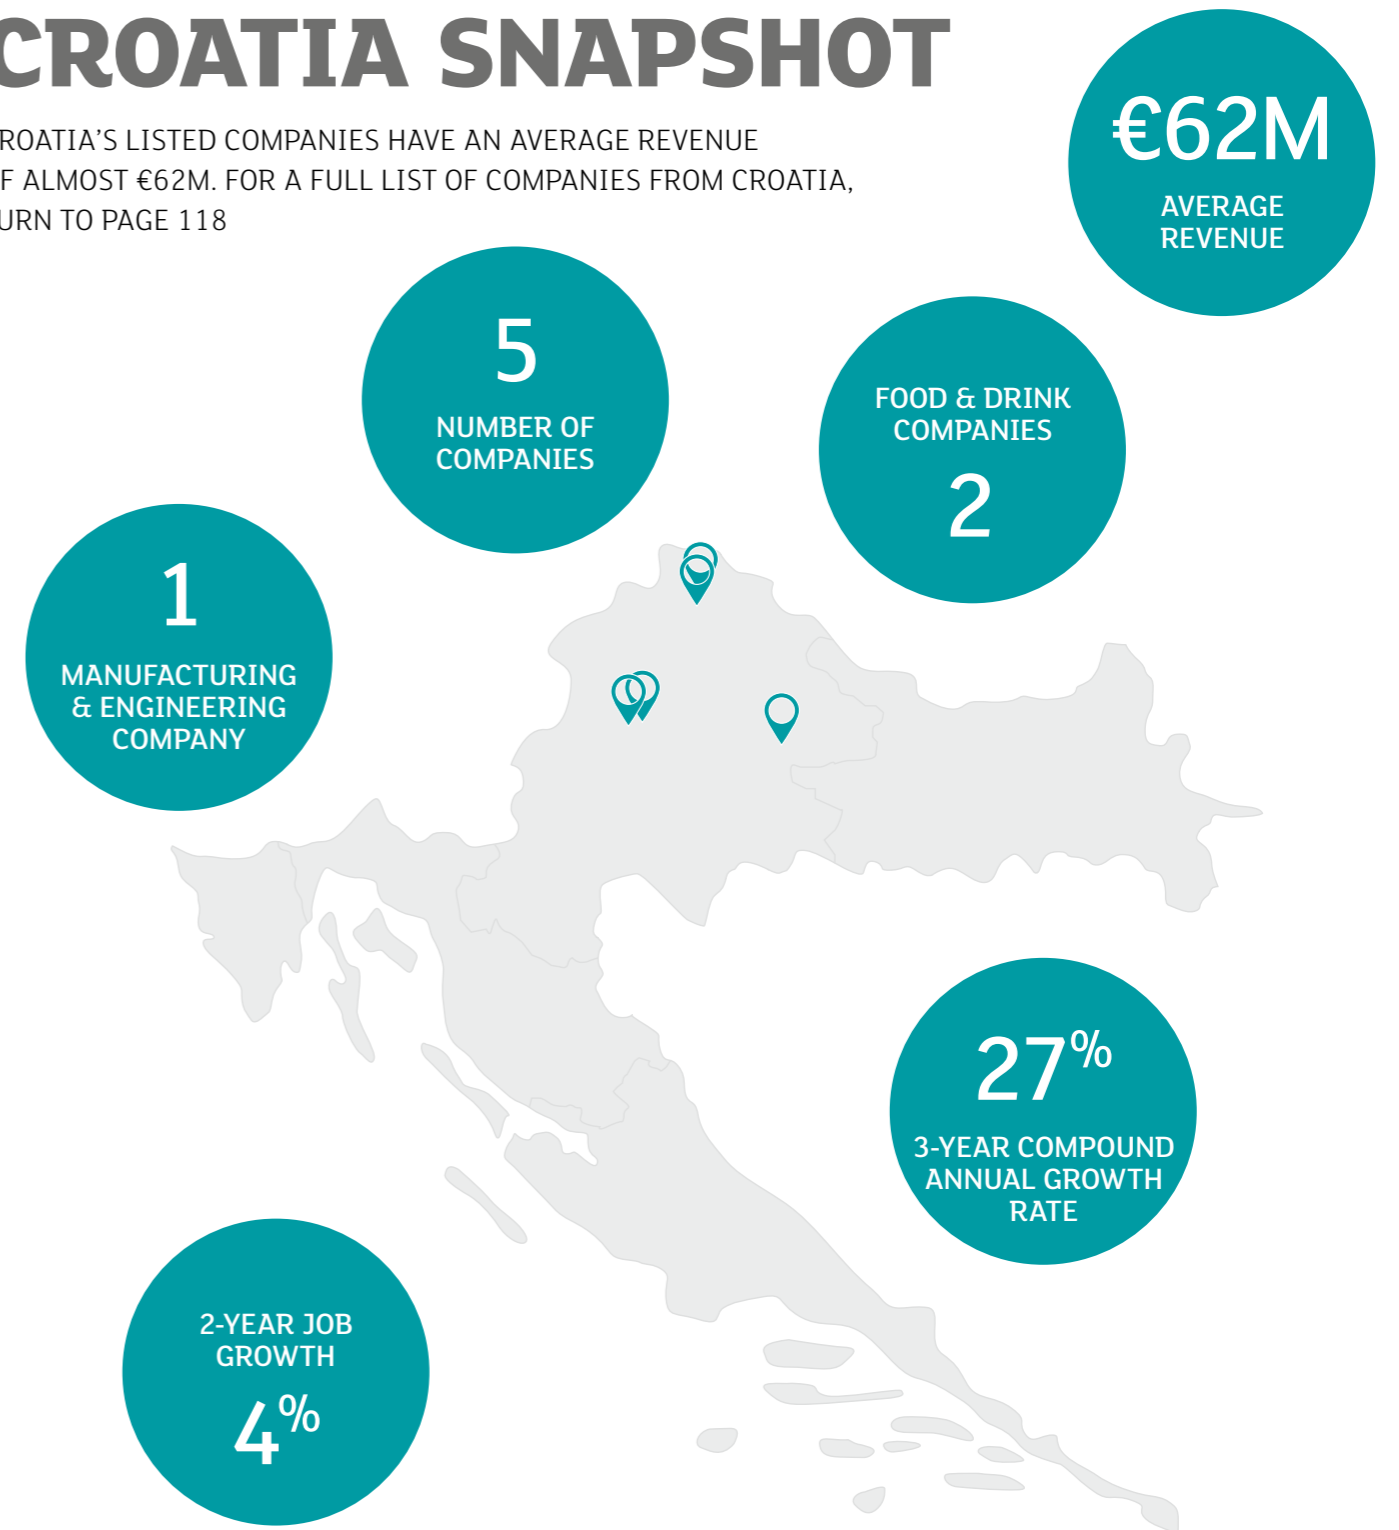 CROATIA SNAPSHOT
ROATIA'S LISTED COMPANIES HAVE AN AVERAGE REVENUE
F ALMOST €62M. FOR A FULL LIST OF COMPANIES FROM CROATIA,
URN TO PAGE 118
€62M
AVERAGE
REVENUE
5
NUMBER OF
COMPANIES
FOOD & DRINK
COMPANIES
2
1
MANUFACTURING
& ENGINEERING
COMPANY
27%
3-YEAR COMPOUND
ANNUAL GROWTH
RATE
2-YEAR JOB
GROWTH
4%